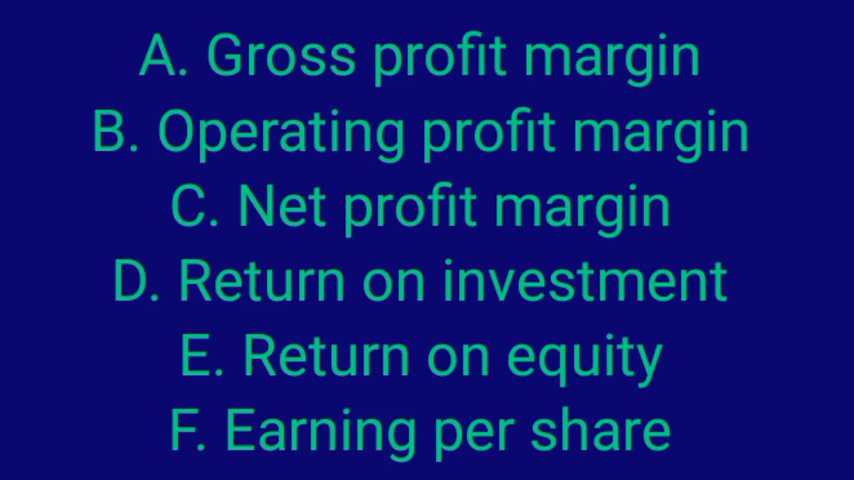 A. Gross profit margin
B. Operating profit margin
C. Net profit margin
D. Return on investment
E. Return on equity
F. Earning per share